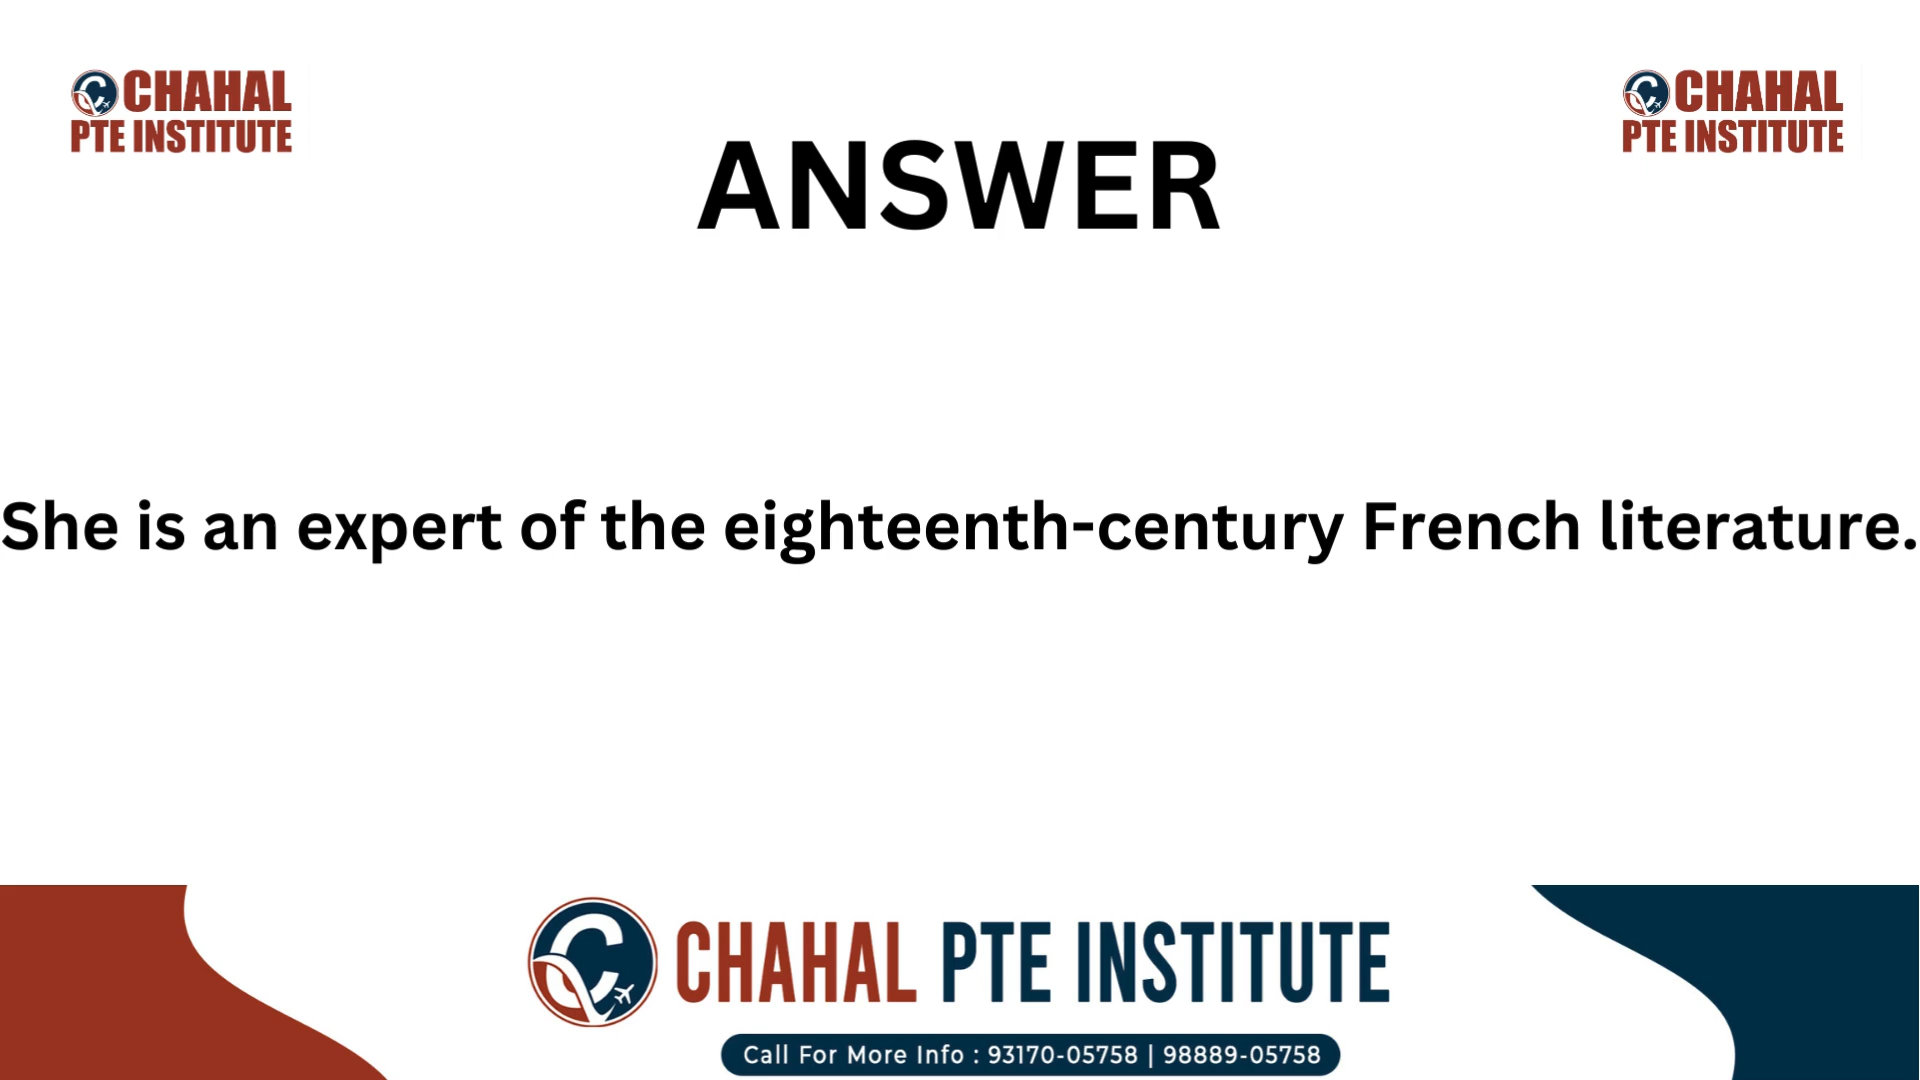 CHAHAL
PTE INSTITUTE
CHAHAL
PTE INSTITUTE
ANSWER
She is an expert of the eighteenth-century French literature.
CHAHAL PTE INSTITUTE
Call For More Info : 93170-05758 | 98889-05758